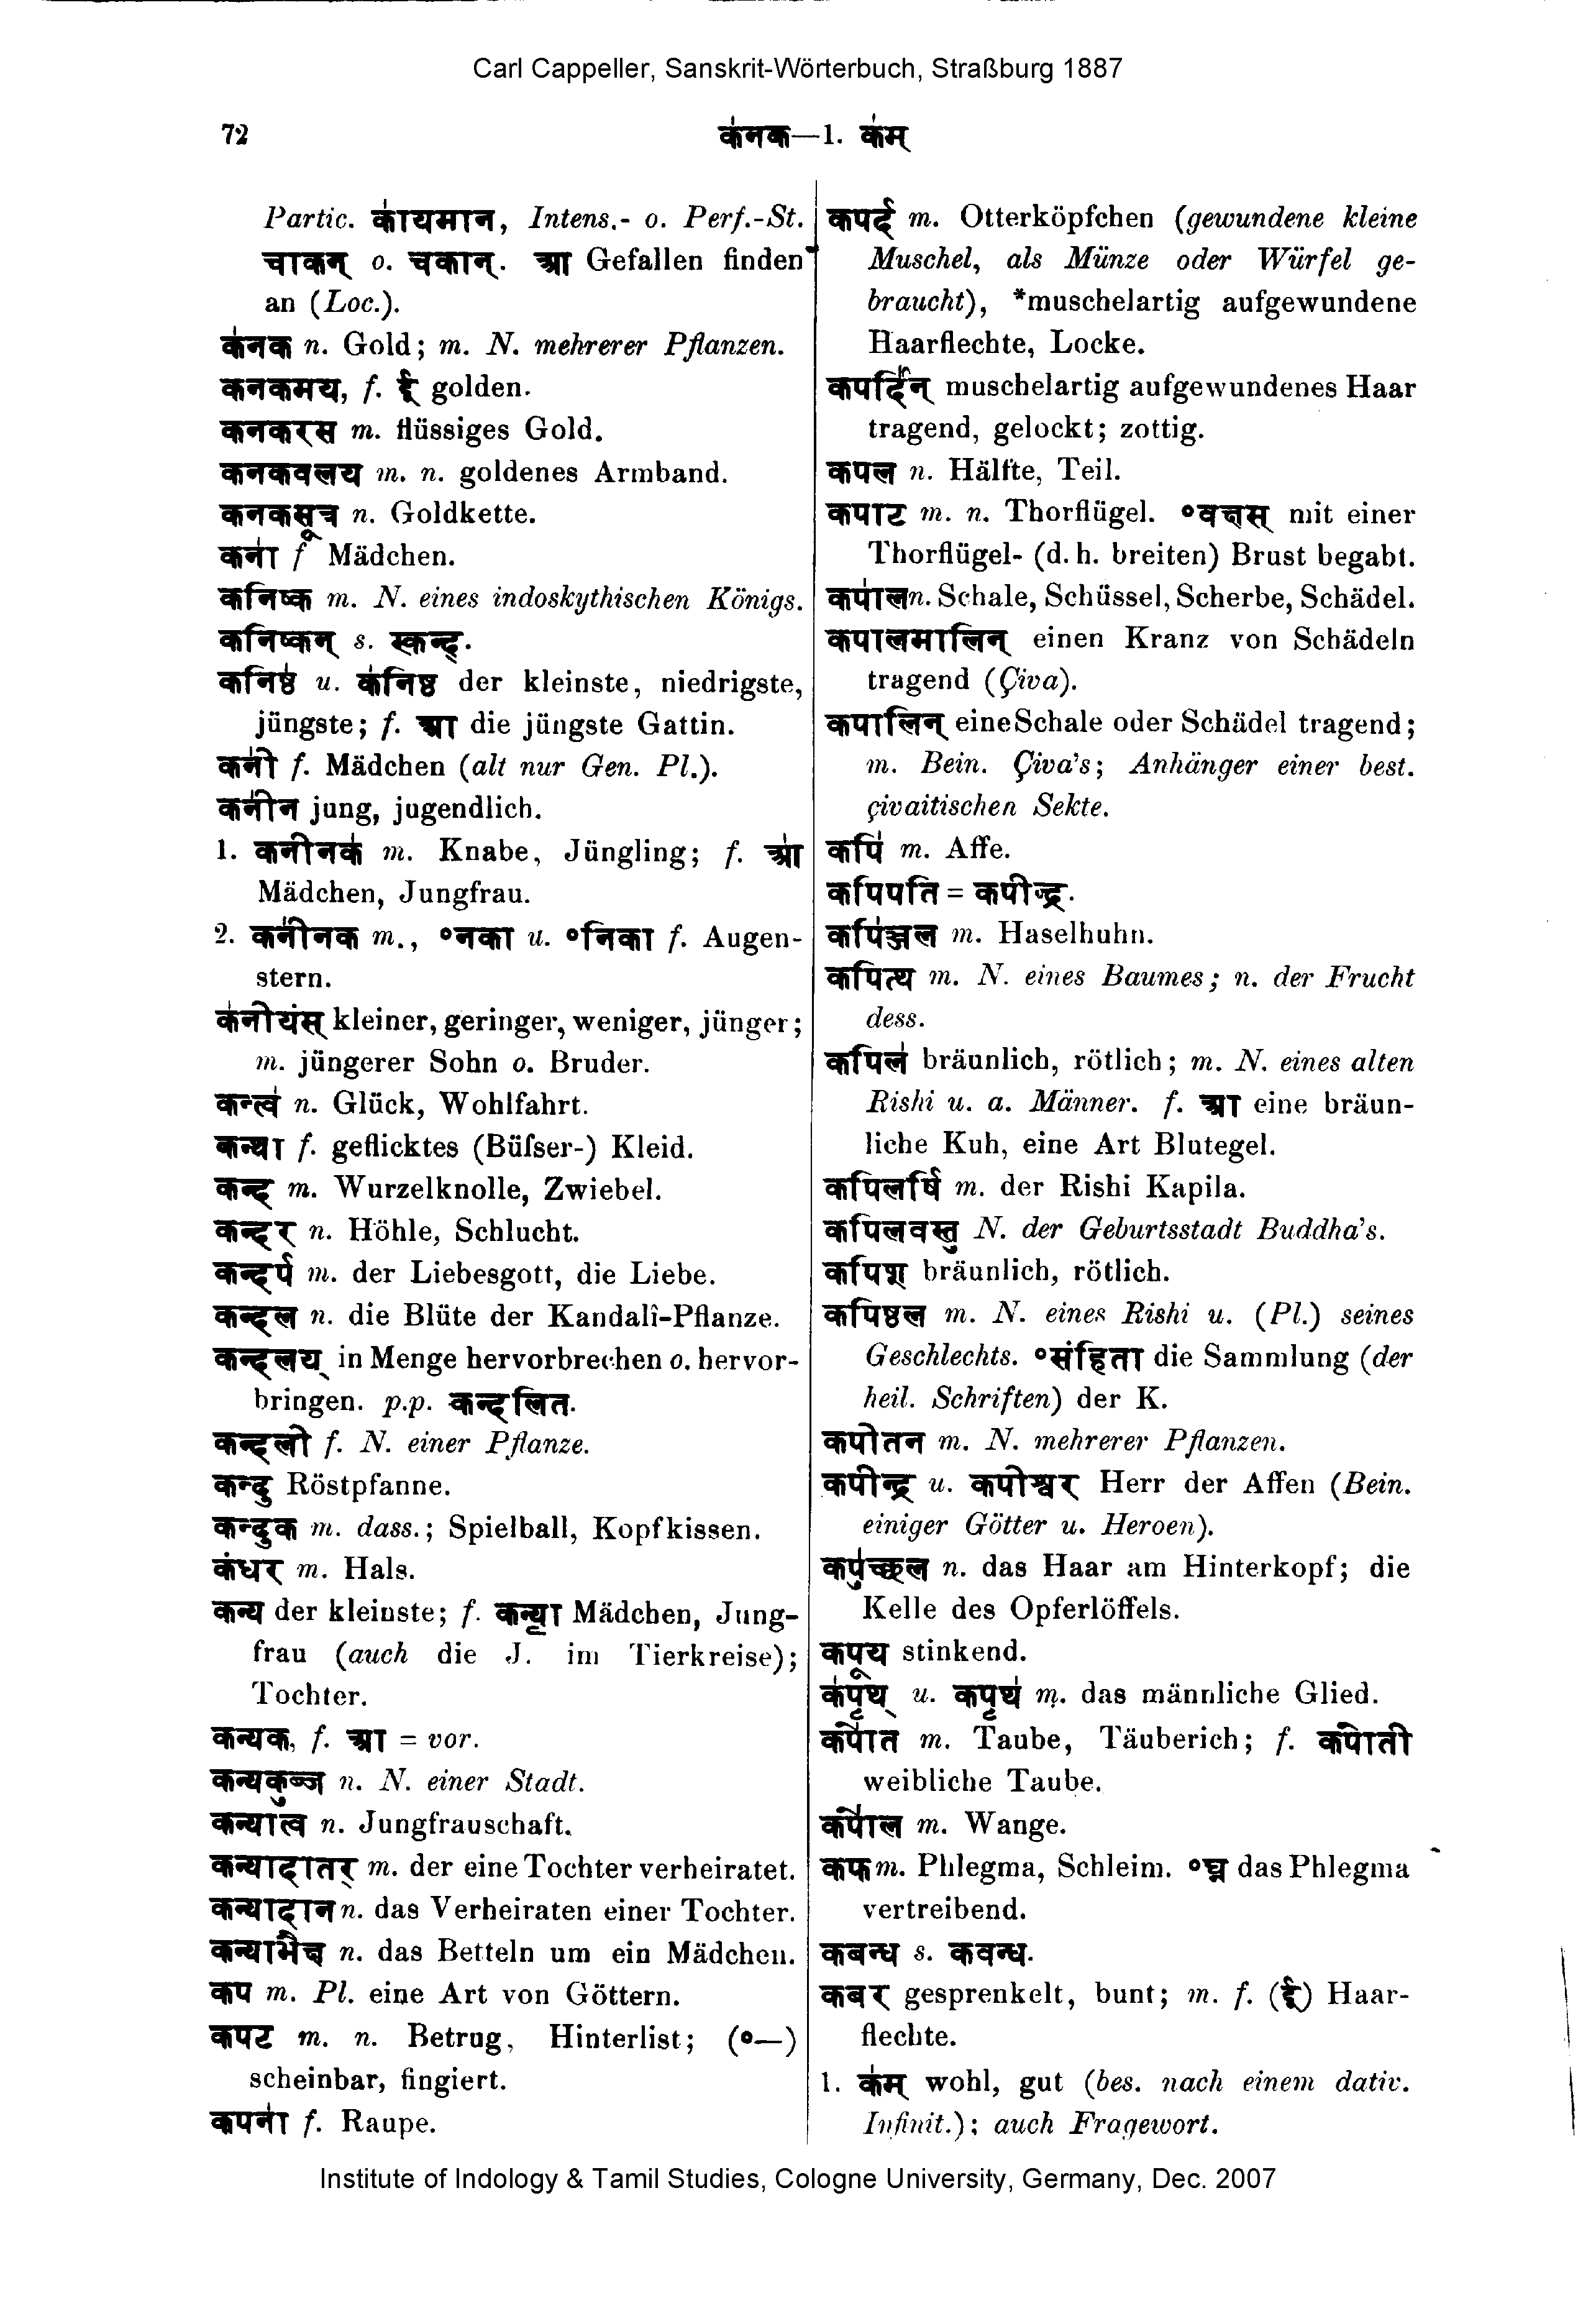 Carl Cappeller, Sanskrit-Wörterbuch, Straßburg 1887
72
क॑नक—1. क॑म्
Partic. का॑यमान, Intens.- o. Perf.-St.
चाकन् o. चकान्. आ Gefallen finden
an (Loc.).
क॑नक n. Gold; m. N. mehrerer Pflanzen.
कनकमय, f. ई golden.
कनकरस m. flüssiges Gold.
कनकवलय m. n. goldenes Armband.
कनकसूत्र n. Goldkette.
कना॑ f Mädchen.
कनिष्क m. N. eines indoskythischen Königs.
कनिष्कन् s. स्कन्द्.
कनिष्ठ॑ u. क॑निष्ठ der kleinste, niedrigste,
jüngste; f. आ die jüngste Gattin.
कनी॑ f. Mädchen (alt nur Gen. Pl.).
कनी॑न jung, jugendlich.
1. कनीनक॑ m. Knabe, Jüngling; f. आ॑
Mädchen, Jungfrau.
2. कनी॑नक m., °नका u. °निका f. Augen-
stern.
क॑नीयंस् kleiner, geringer, weniger, jünger;
m. jüngerer Sohn o. Bruder.
कन्त्व॑ n. Glück, Wohlfahrt.
कन्था f. geflicktes (Büfser-) Kleid.
कन्द m. Wurzelknolle, Zwiebel.
कन्दर n. Höhle, Schlucht.
कन्दर्प m. der Liebesgott, die Liebe.
कन्दल n. die Blüte der Kandalî-Pflanze.
कन्दलय् in Menge hervorbrechen o. hervor-
bringen. p.p. कन्दलित.
कन्दली f. N. einer Pflanze.
कन्दु Röstpfanne.
कन्दुक m. dass.; Spielball, Kopfkissen.
कंधर m. Hals.
कन्य der kleinste; f. कन्या॒ Mädchen, Jung-
frau (auch die J. im Tierkreise);
Tochter.
कन्यक, f. आ = vor.
कन्यकुब्ज n. N. einer Stadt.
कन्यात्व n. Jungfrauschaft.
कन्यादातर् m. der eine Tochter verheiratet.
कन्यादान n. das Verheiraten einer Tochter.
कन्याभैक्ष n. das Betteln um ein Mädchen.
कप m. Pl. eine Art von Göttern.
कपट m. n. Betrug, Hinterlist; (°—)
scheinbar, fingiert.
कपना॑ f. Raupe.
कपर्द m. Otterköpfchen (gewundene kleine
Muschel, als Münze oder Würfel ge-
braucht), *muschelartig aufgewundene
Haarflechte, Locke.
कपर्दि॑न् muschelartig aufgewundenes Haar
tragend, gelockt; zottig.
कपल n. Hälfte, Teil.
कपाट m. n. Thorflügel. °वक्षस् mit einer
Thorflügel- (d. h. breiten) Brust begabt.
कपा॑ल n. Schale, Schüssel, Scherbe, Schädel.
कपालमालिन् einen Kranz von Schädeln
tragend (Çiva).
कपालिन् eine Schale oder Schädel tragend;
m. Bein. Çiva's; Anhänger einer best.
çivaitischen Sekte.
कपि॑ m. Affe.
कपिपति = कपीन्द्र.
कपि॑ञ्जल m. Haselhuhn.
कपित्थ m. N. eines Baumes; n. der Frucht
dess.
कपिल॑ bräunlich, rötlich; m. N. eines alten
Rishi u. a. Männer. f. आ eine bräun-
liche Kuh, eine Art Blutegel.
कपिलर्षि m. der Rishi Kapila.
कपिलवस्तु N. der Geburtsstadt Buddha's.
कपिश bräunlich, rötlich.
कपिष्ठल m. N. eines Rishi u. (Pl.) seines
Geschlechts. °संहिता die Sammlung (der
heil. Schriften) der K.
कपीतन m. N. mehrerer Pflanzen.
कपीन्द्र u. कपीश्वर Herr der Affen (Bein.
einiger Götter u. Heroen).
कपु॑च्छल n. das Haar am Hinterkopf; die
Kelle des Opferlöffels.
कपूय stinkend.
क॑पृथ् u. कपृथ॑ m. das männliche Glied.
कपो॑त m. Taube, Täuberich; f. कपोती
weibliche Taube.
कपो॑ल m. Wange.
कफ m. Phlegma, Schleim. °घ्न das Phlegma
vertreibend.
कबन्ध s. कवन्ध.
कबर gesprenkelt, bunt; m. f. (ई) Haar-
flechte.
1. क॑म् wohl, gut (bes. nach einem dativ.
Infinit.); auch Fragewort.
Institute of Indology & Tamil Studies, Cologne University, Germany, Dec. 2007